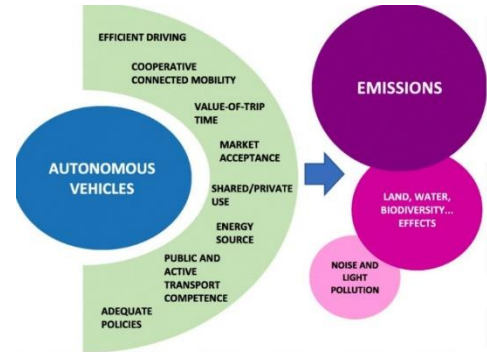 EFFICIENT DRIVING
COOPERATIVE
CONNECTED MOBILITY
VALUE-OF-TRIP
TIME
MARKET
ACCEPTANCE
SHARED/PRIVATE
USE
ENERGY
SOURCE
PUBLIC AND
ACTIVE
TRANSPORT
COMPETENCE
ADEQUATE
POLICIES
AUTONOMOUS
VEHICLES
EMISSIONS
LAND, WATER,
BIODIVERSITY...
EFFECTS
NOISE AND
LIGHT
POLLUTION